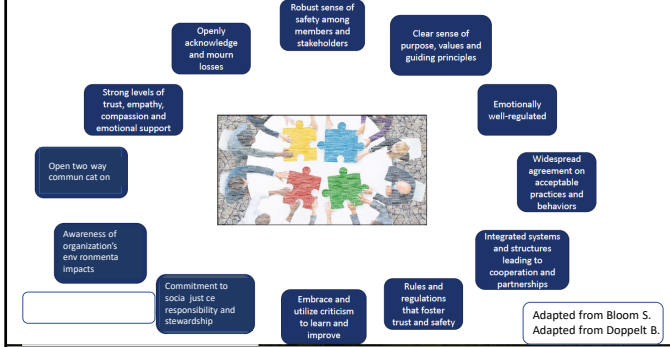 Robust sense of
safety among
members and
stakeholders
Clear sense of
purpose, values and
guiding principles
Emotionally
well-regulated
Widespread
agreement on
acceptable
practices and
behaviors
Integrated systems
and structures
leading to
cooperation and
partnerships
Rules and
regulations
that foster
trust and safety
Embrace and
utilize criticism
to learn and
improve
Commitment to
socia just ce
responsibility and
stewardship
Awareness of
organization's
env ronmenta
impacts
Open two way
commun cat on
Strong levels of
trust, empathy,
compassion and
emotional support
Openly
acknowledge
and mourn
losses
Adapted from Bloom S.
Adapted from Doppelt B.